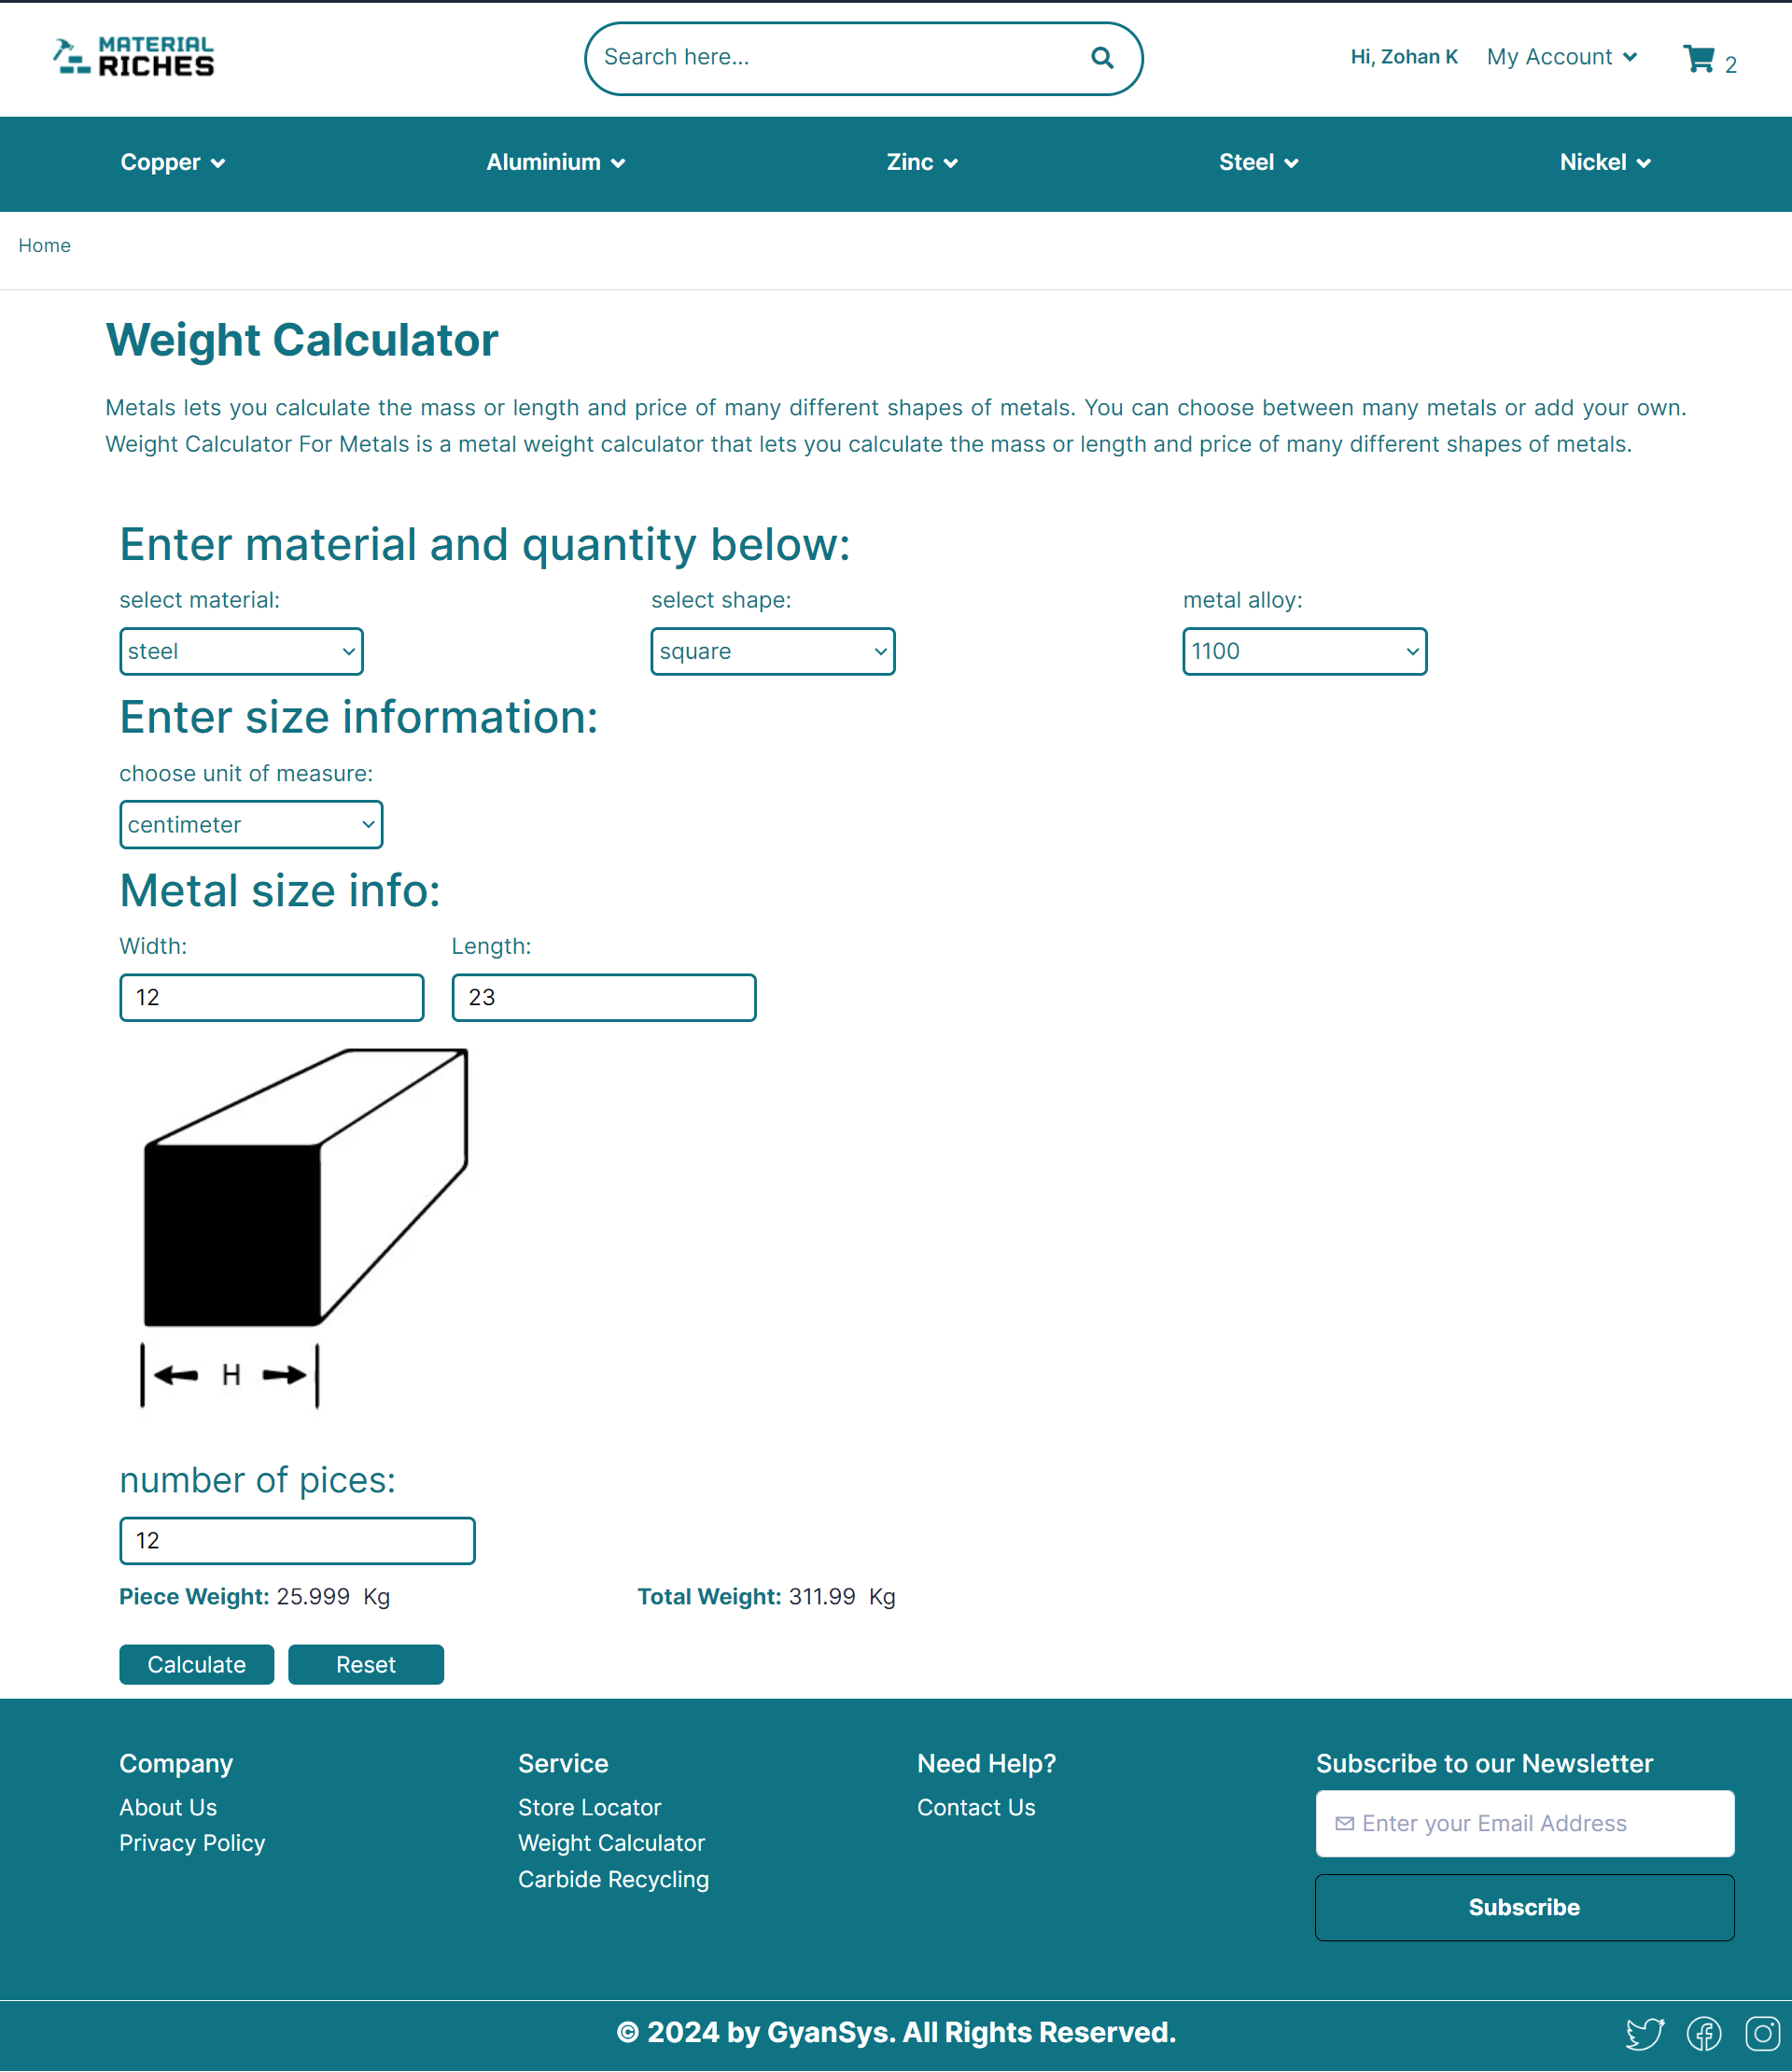 MATERIAL
RICHES
Search here...
Hi, Zohan K
My Account
2
Copper
Aluminium
Zinc
Steel
Nickel
Home
Weight Calculator
Metals lets you calculate the mass or length and price of many different shapes of metals. You can choose between many metals or add your own.
Weight Calculator For Metals is a metal weight calculator that lets you calculate the mass or length and price of many different shapes of metals.
Enter material and quantity below:
select material:
select shape:
metal alloy:
steel
square
1100
Enter size information:
choose unit of measure:
centimeter
Metal size info:
Width:
Length:
12
23
H
number of pices:
12
Piece Weight: 25.999 Kg
Total Weight: 311.99 Kg
Calculate
Reset
Company
About Us
Privacy Policy
Service
Store Locator
Weight Calculator
Carbide Recycling
Need Help?
Contact Us
Subscribe to our Newsletter
Enter your Email Address
Subscribe
© 2024 by GyanSys. All Rights Reserved.